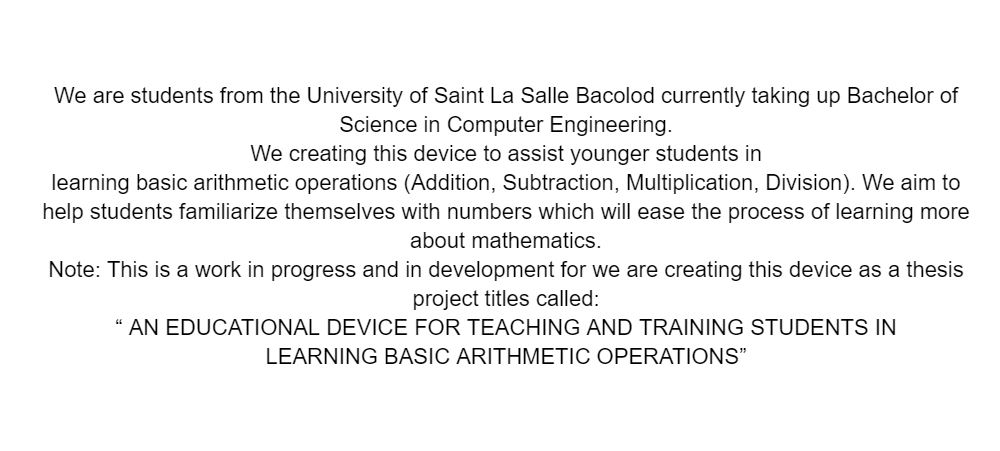 We are students from the University of Saint La Salle Bacolod currently taking up Bachelor of
Science in Computer Engineering.
We creating this device to assist younger students in
learning basic arithmetic operations (Addition, Subtraction, Multiplication, Division). We aim to
help students familiarize themselves with numbers which will ease the process of learning more
about mathematics.
Note: This is a work in progress and in development for we are creating this device as a thesis
project titles called:
“ AN EDUCATIONAL DEVICE FOR TEACHING AND TRAINING STUDENTS IN
LEARNING BASIC ARITHMETIC OPERATIONS”